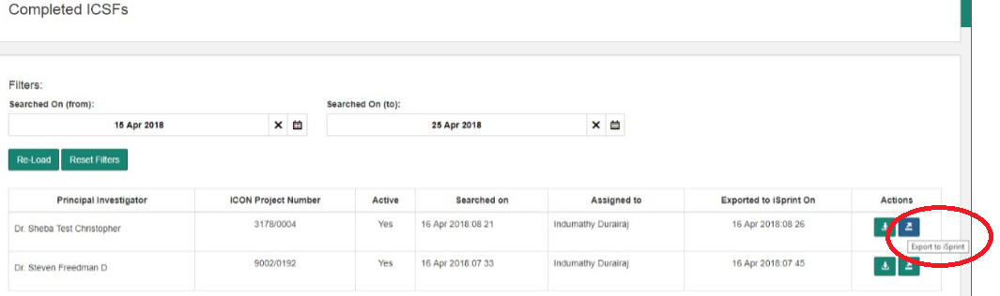 Completed ICSFs
Filters:
Searched On (from): Searched On (to):
15 Apr 2018 25 Apr 2018
Re-Load Reset Filters
Principal Investigator ICON Project Number Active Searched on Assigned to Exported to iSprint On Actions
Dr. Sheba Test Christopher 3178/0004 Yes 16 Apr 2018:08 21 Indumathy Durairaj 16 Apr 2018:08 26
Export to iSprint
Dr. Steven Freedman D 9002/0192 Yes 16 Apr 2018:07 33 Indumathy Durairaj 16 Apr 2018:07 45